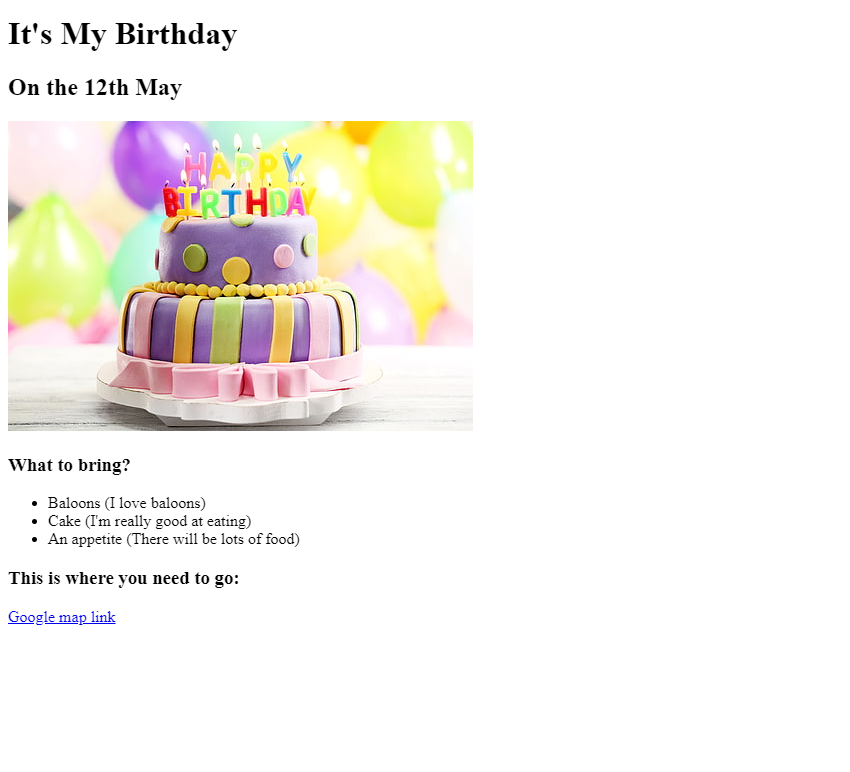 It's My Birthday
On the 12th May
HAPPY
BIRTHDAY
What to bring?
Baloons (I love baloons)
Cake (I'm really good at eating)
An appetite (There will be lots of food)
This is where you need to go:
Google map link